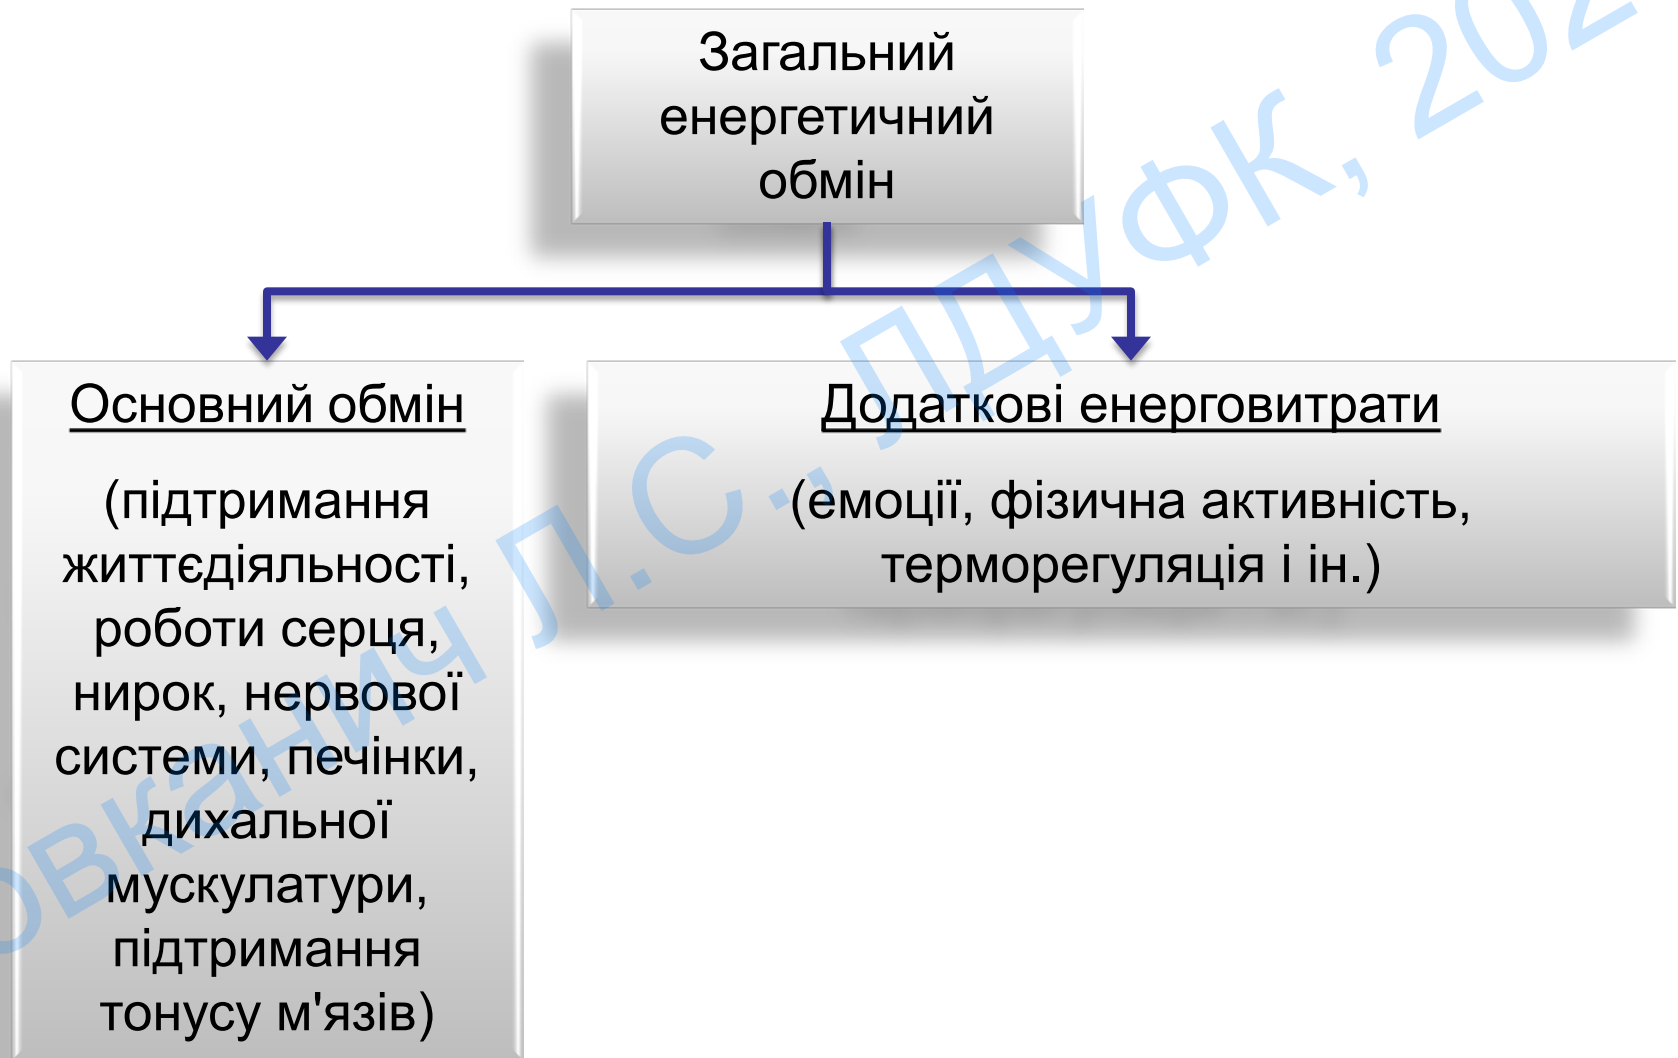 Загальний
енергетичний
обмін
Основний обмін
(підтримання
життєдіяльності,
роботи серця,
нирок, нервової
системи, печінки,
дихальної
мускулатури,
підтримання
тонусу м'язів)
Додаткові енерговитрати
(емоції, фізична активність,
терморегуляція і ін.)
Л.С., ЛДУФК,